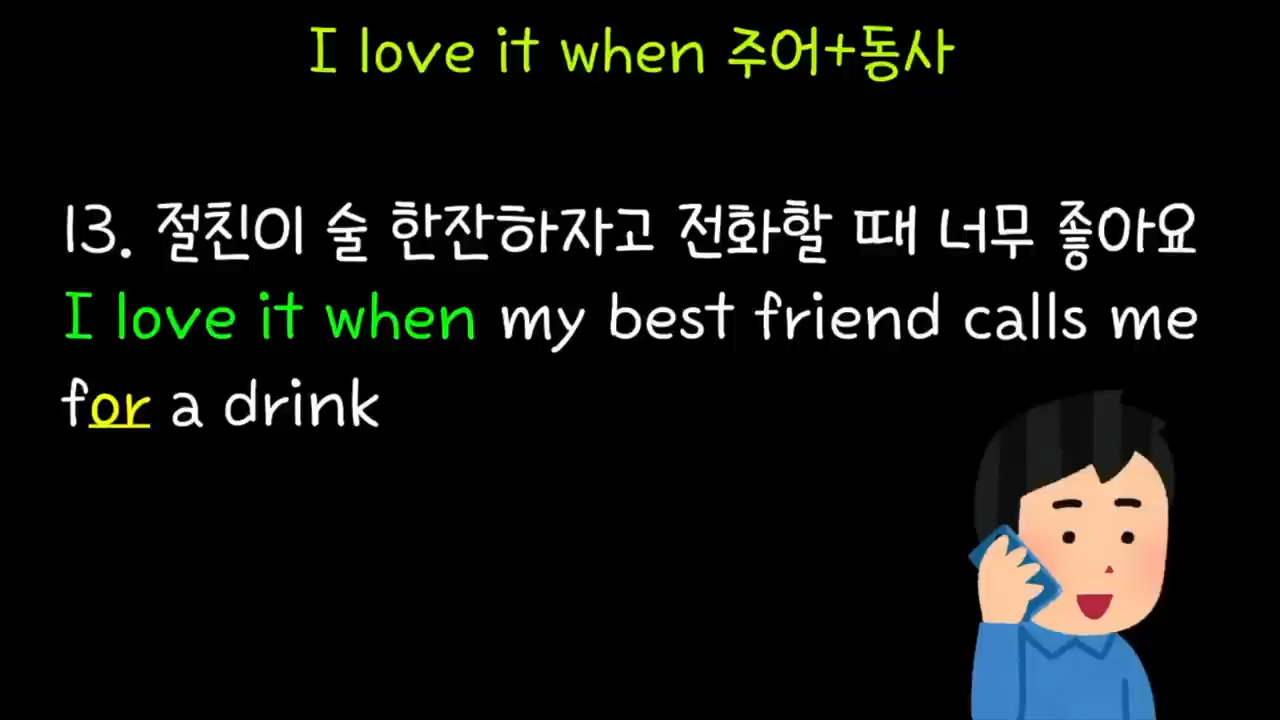 I love it when 주어+동사
13. 절친이 술 한잔하자고 전화할 때 너무 좋아요
I love it when my best friend calls me
for a drink